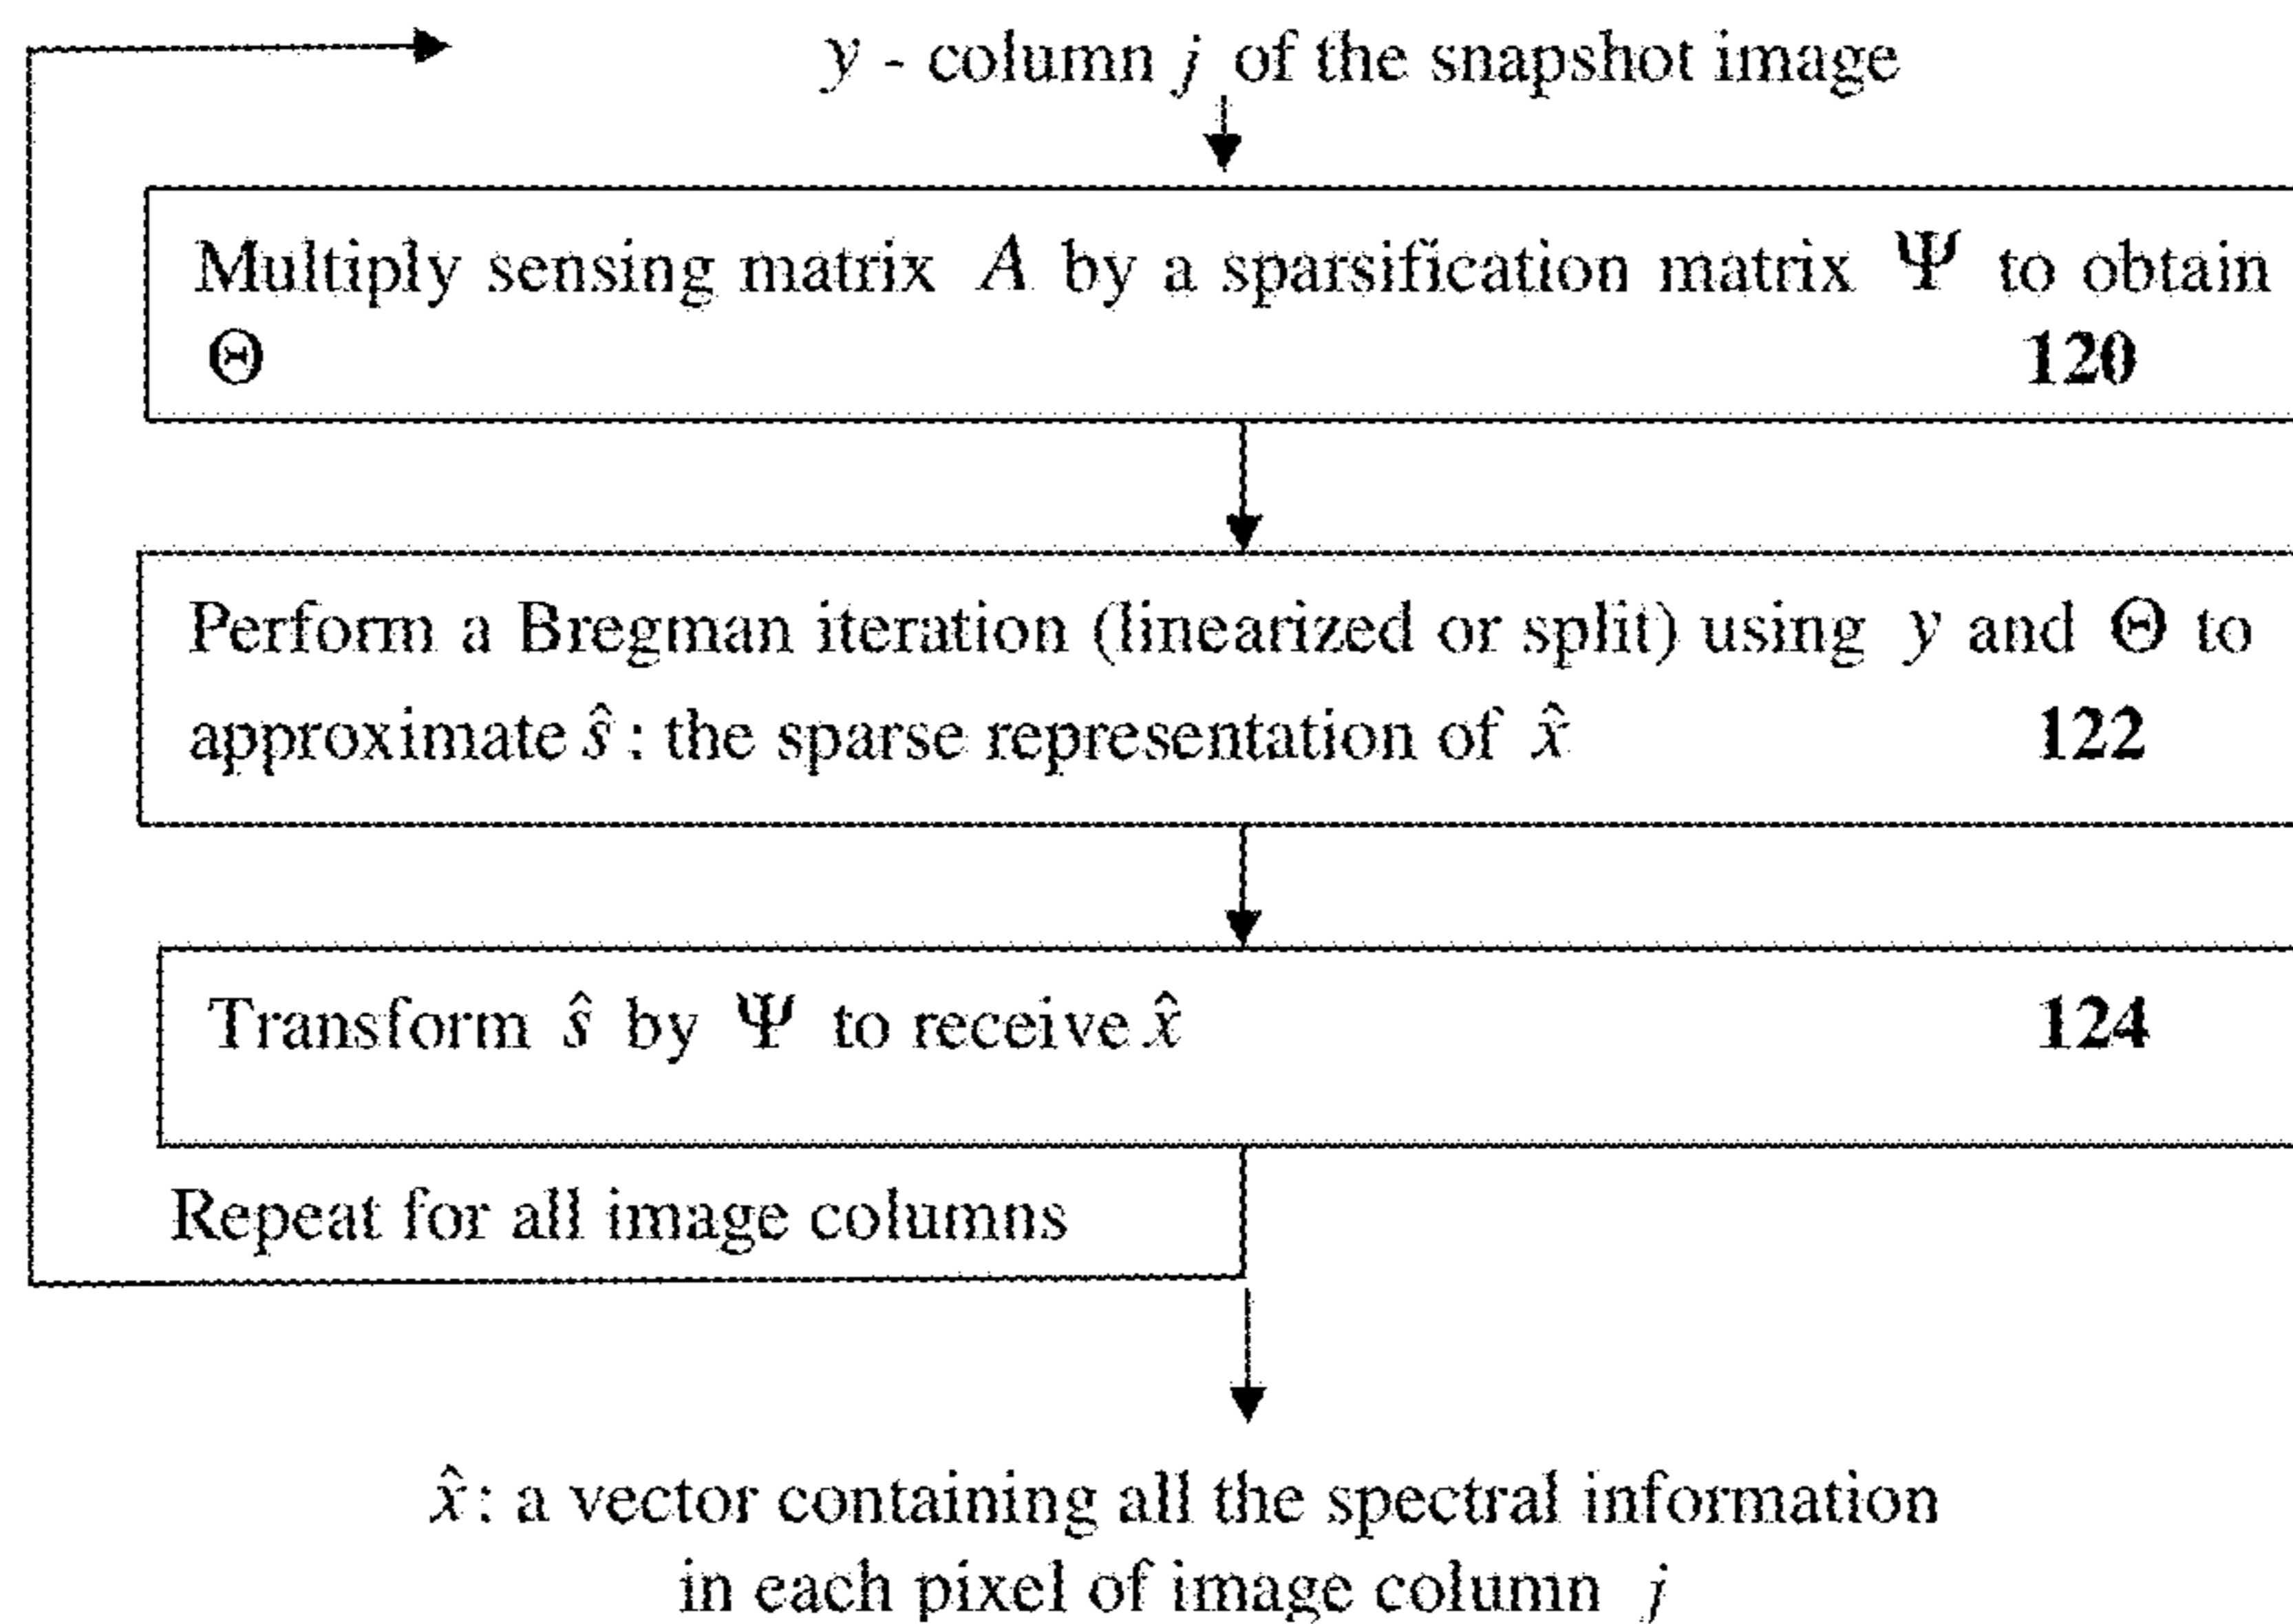 y - column j of the snapshot image
Multiply sensing matrix A by a sparsification matrix Ψ to obtain
Θ 120
Perform a Bregman iteration (linearized or split) using y and Θ to
approximate ŝ : the sparse representation of x̂ 122
Transform ŝ by Ψ to receive x̂ 124
Repeat for all image columns
x̂: a vector containing all the spectral information
in each pixel of image column j